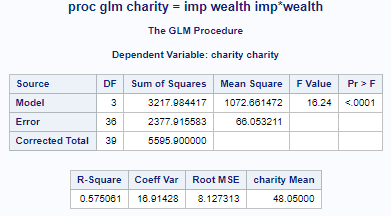 proc glm charity = imp wealth imp*wealth
The GLM Procedure
Dependent Variable: charity charity
Source DF Sum of Squares Mean Square F Value Pr > F
Model 3 3217.984417 1072.661472 16.24 <.0001
Error 36 2377.915583 66.053211
Corrected Total 39 5595.900000
R-Square Coeff Var Root MSE charity Mean
0.575061 16.91428 8.127313 48.05000